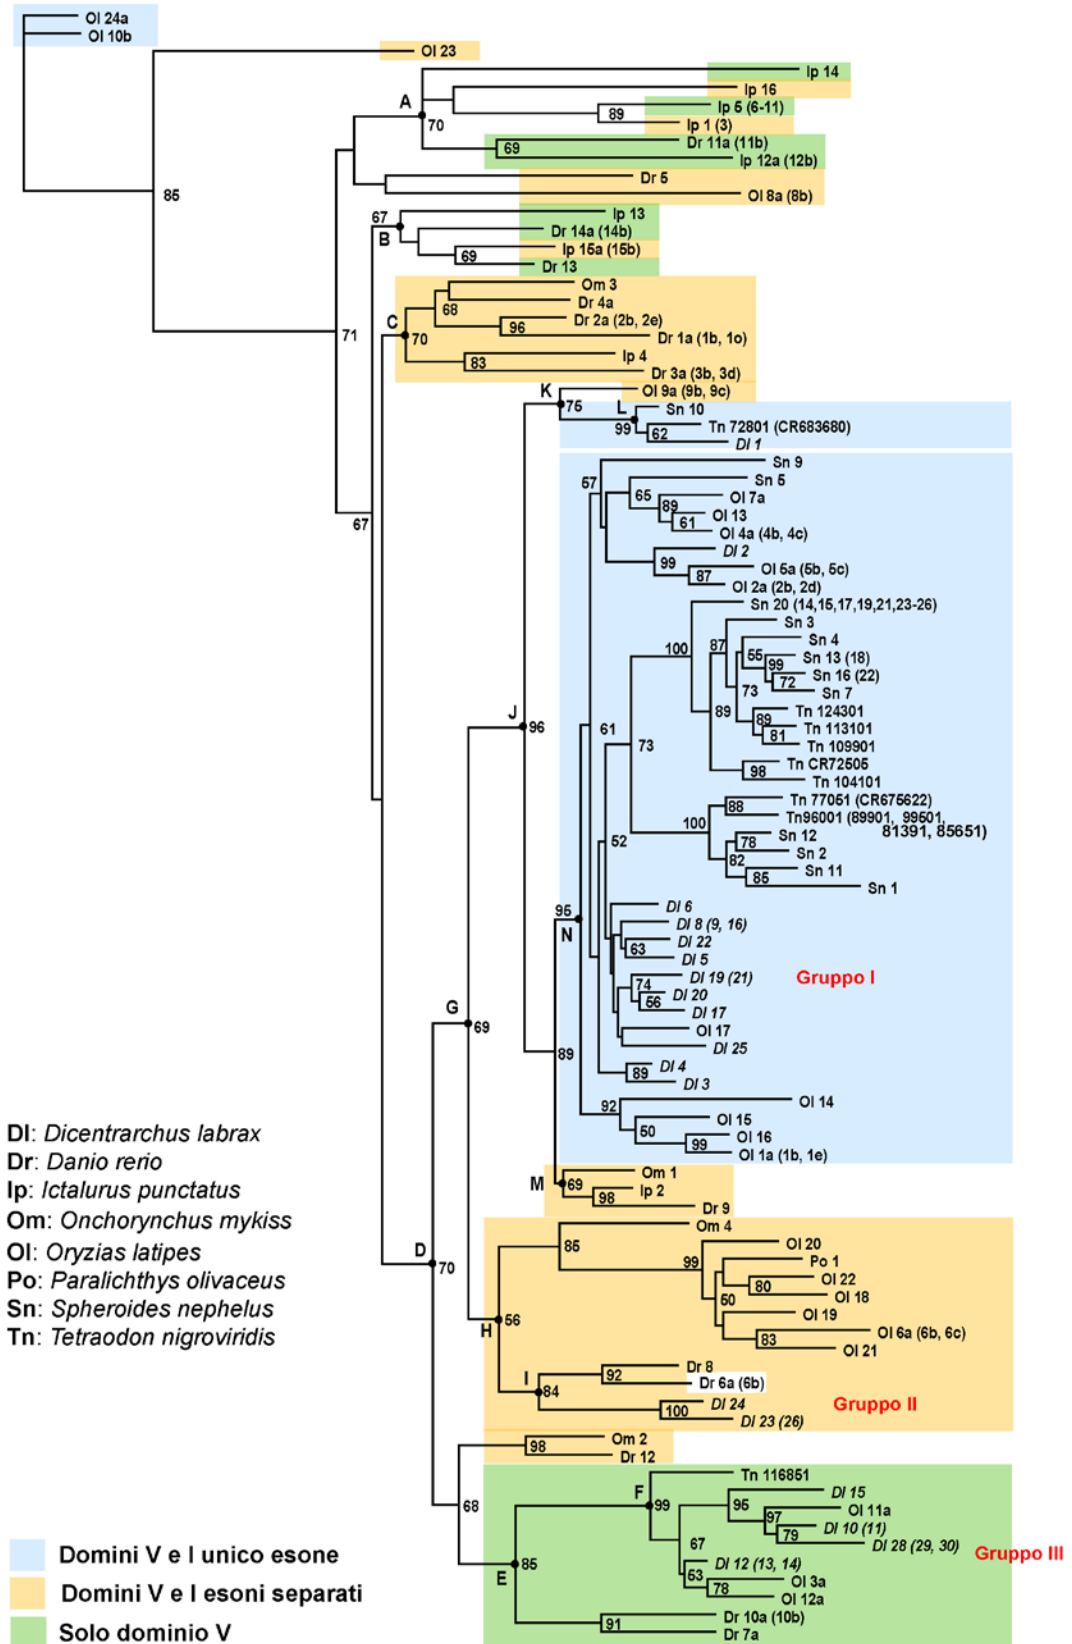 Ol 24a
Ol 10b
Ol 23
Ip 14
A
Ip 16
Ip 5 (6-11)
89
70
Ip 1 (3)
Dr 11a (11b)
69
Ip 12a (12b)
Dr 5
85
Ol 8a (8b)
67
Ip 13
B
Dr 14a (14b)
Ip 15a (15b)
69
Dr 13
Om 3
Dr 4a
68
C
Dr 2a (2b, 2e)
96
71
70
Dr 1a (1b, 1o)
Ip 4
83
Dr 3a (3b, 3d)
K
Ol 9a (9b, 9c)
75
L
Sn 10
99
Tn 72801 (CR683680)
62
Dl 1
Sn 9
57
Sn 5
65
Ol 7a
89
Ol 13
67
61
Ol 4a (4b, 4c)
Dl 2
99
Ol 5a (5b, 5c)
87
Ol 2a (2b, 2d)
Sn 20 (14,15,17,19,21,23-26)
Sn 3
100
87
Sn 4
55
Sn 13 (18)
99
Sn 16 (22)
72
73
Sn 7
J
89
Tn 124301
96
61
89
Tn 113101
81
73
Tn 109901
Tn CR72505
98
Tn 104101
Tn 77051 (CR675622)
88
Tn96001 (89901, 99501,
81391, 85651)
100
Sn 12
78
52
Sn 2
82
Sn 11
85
Sn 1
Dl 6
95
N
Dl 8 (9, 16)
Dl 22
63
Dl 5
Dl 19 (21)
Gruppo I
74
Dl 20
56
Dl 17
G
69
Ol 17
Dl 25
89
Dl 4
89
Dl 3
92
Ol 14
Ol 15
50
Ol 16
99
Ol 1a (1b, 1e)
M
69
Om 1
98
Ip 2
Dr 9
Om 4
85
99
Ol 20
Po 1
80
Ol 22
50
Ol 18
Ol 19
H
56
83
Ol 6a (6b, 6c)
Ol 21
D
70
I
84
92
Dr 8
Dr 6a (6b)
Dl 24
100
Dl 23 (26)
Gruppo II
Om 2
98
Dr 12
68
Tn 116851
F
99
Dl 15
95
Ol 11a
97
Dl 10 (11)
79
Dl 28 (29, 30)
67
Gruppo III
Dl 12 (13, 14)
E
85
Ol 3a
78
Ol 12a
Dr 10a (10b)
91
Dr 7a
Dl: Dicentrarchus labrax
Dr: Danio rerio
Ip: Ictalurus punctatus
Om: Onchorynchus mykiss
Ol: Oryzias latipes
Po: Paralichthys olivaceus
Sn: Spheroides nephelus
Tn: Tetraodon nigroviridis
Domini V e I unico esone
Domini V e I esoni separati
Solo dominio V